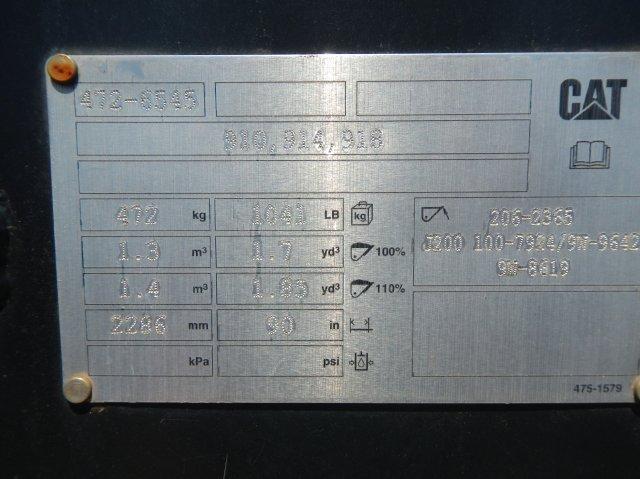 472-6545
CAT
910, 914, 918
472 kg 1041 LB kg
1.3 m³ 1.7 yd³ 100%
1.4 m³ 1.85 yd³ 110%
2286 mm 90 in
kPa psi
206-2365
J200 100-7924/9W-9642
9W-8619
475-1579